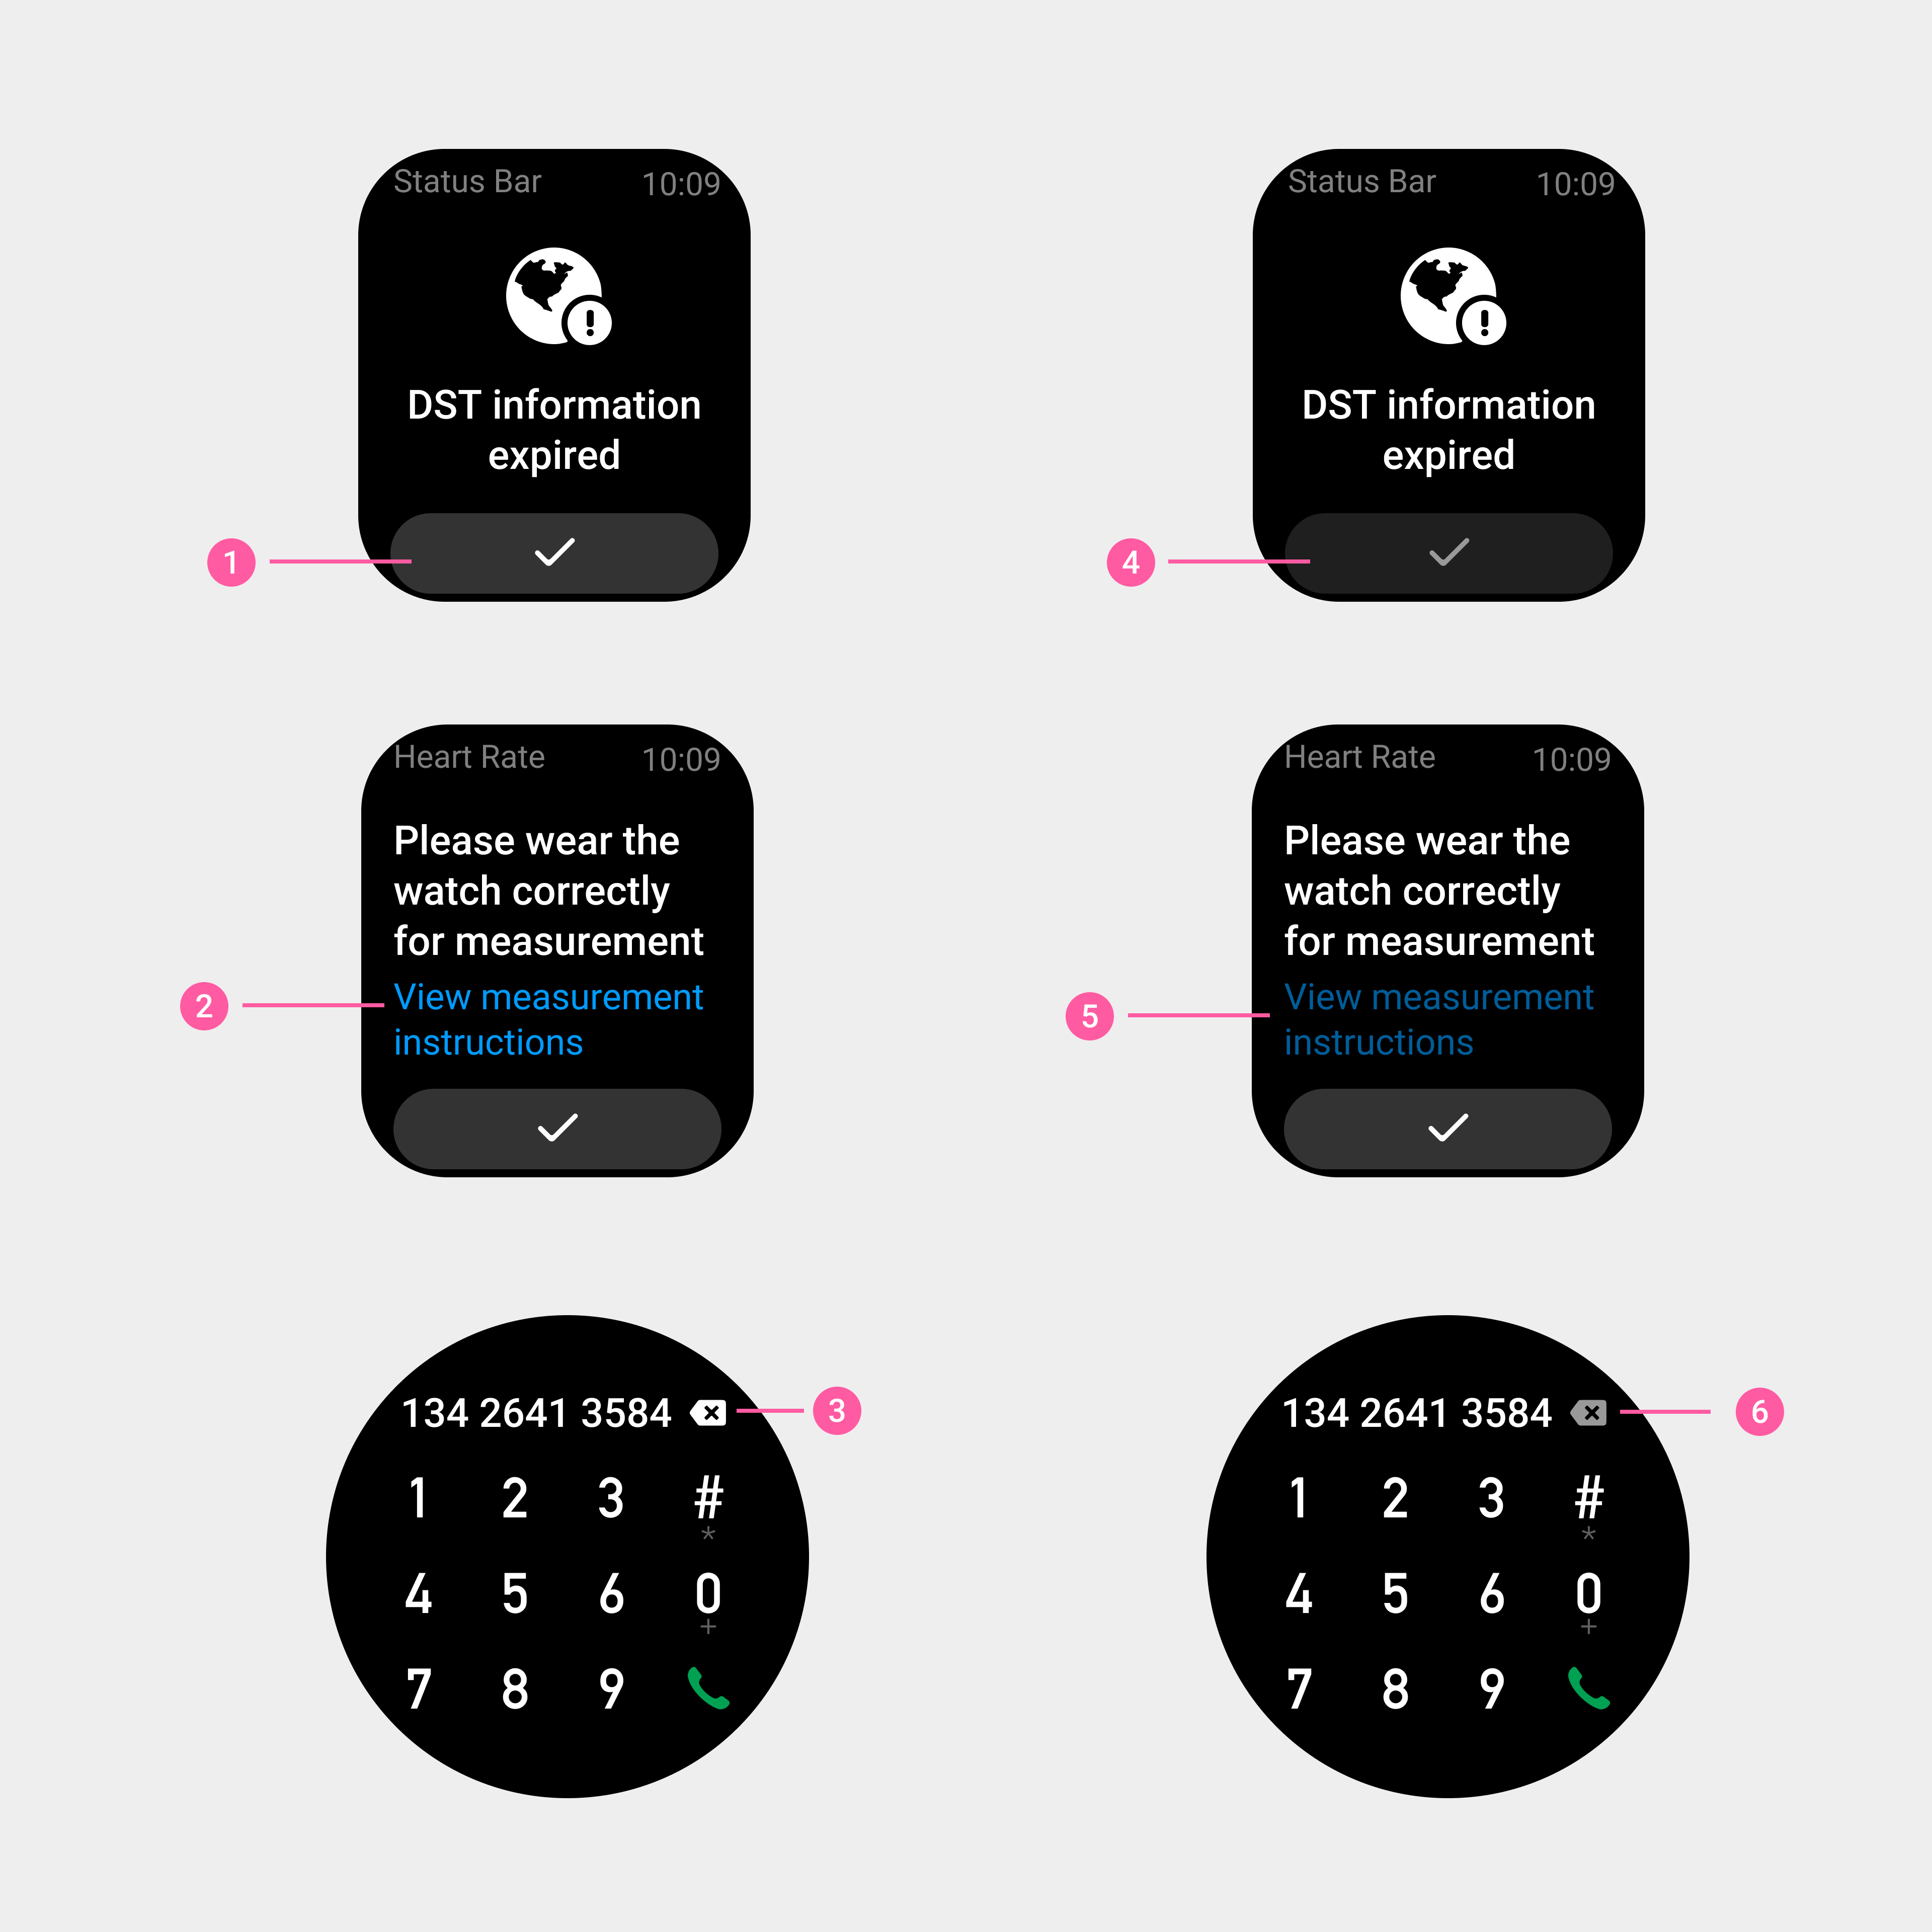 Status Bar 10:09
DST information
expired
1
Status Bar 10:09
DST information
expired
4
Heart Rate 10:09
Please wear the
watch correctly
for measurement
View measurement
instructions
2
Heart Rate 10:09
Please wear the
watch correctly
for measurement
View measurement
instructions
5
134 2641 3584
3
1 2 3 #
*
4 5 6 0
+
7 8 9
134 2641 3584
6
1 2 3 #
*
4 5 6 0
+
7 8 9